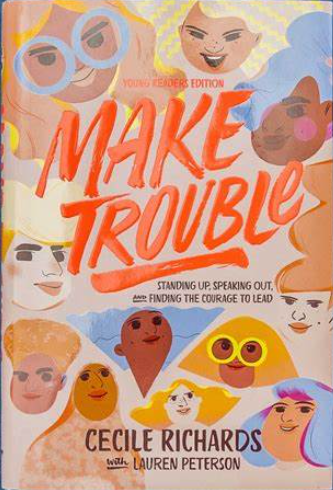 YOUNG READERS EDITION
MAKE
TROUBLE
STANDING UP, SPEAKING OUT,
AND FINDING THE COURAGE TO LEAD
CECILE RICHARDS
with LAUREN PETERSON